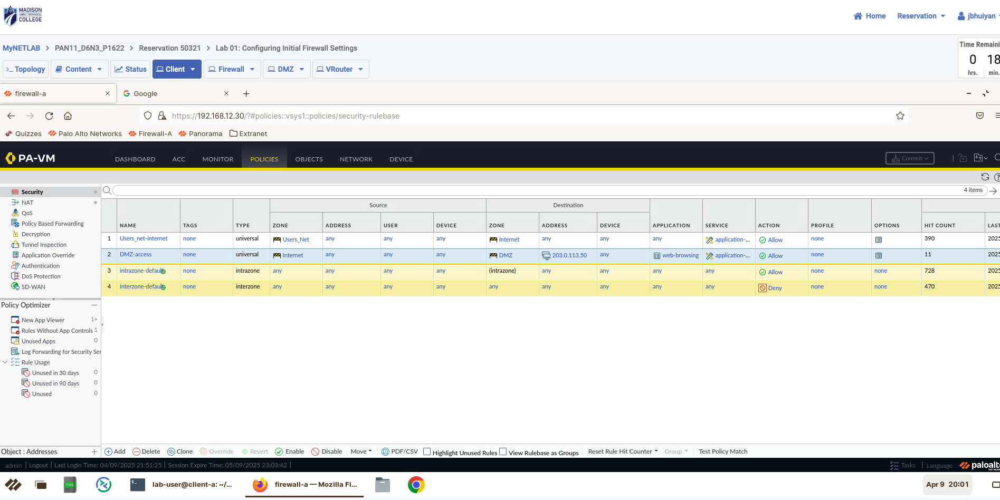 MADISON
AREA TECHNICAL
COLLEGE
Home
Reservation
jbhuiyan
MyNETLAB > PAN11_D6N3_P1622 > Reservation 50321 > Lab 01: Configuring Initial Firewall Settings
Time Remaini
0 18
hrs. min.
Topology
Content
Status
Client
Firewall
DMZ
VRouter
firewall-a
Google
https://192.168.12.30/?#policies::vsys1::policies/security-rulebase
Quizzes
Palo Alto Networks
Firewall-A
Panorama
Extranet
PA-VM
DASHBOARD
ACC
MONITOR
POLICIES
OBJECTS
NETWORK
DEVICE
Commit
Security
NAT
QoS
Policy Based Forwarding
Decryption
Tunnel Inspection
Application Override
Authentication
DoS Protection
SD-WAN
Policy Optimizer
New App Viewer 1+
Rules Without App Controls 1
Unused Apps 0
Log Forwarding for Security Ser
Rule Usage
Unused in 30 days 0
Unused in 90 days 0
Unused 0
Object : Addresses
4 items
Source Destination
NAME TAGS TYPE ZONE ADDRESS USER DEVICE ZONE ADDRESS DEVICE APPLICATION SERVICE ACTION PROFILE OPTIONS HIT COUNT LAST
1 Users_net-internet none universal Users_Net any any any Internet any any any application-... Allow none 390 2025
2 DMZ-access none universal Internet any any any DMZ 203.0.113.50 any web-browsing application-... Allow none 11 2025
3 intrazone-default none intrazone any any any any (intrazone) any any any any Allow none none 728 2025
4 interzone-default none interzone any any any any any any any any any Deny none none 470 2025
Add
Delete
Clone
Override
Revert
Enable
Disable
Move
PDF/CSV
Highlight Unused Rules
View Rulebase as Groups
Reset Rule Hit Counter
Group
Test Policy Match
admin | Logout | Last Login Time: 04/09/2025 21:51:25 | Session Expire Time: 05/09/2025 23:03:42 |
Tasks | Language
paloalt
lab-user@client-a: ~/...
firewall-a — Mozilla Fi...
Apr 9 20:01